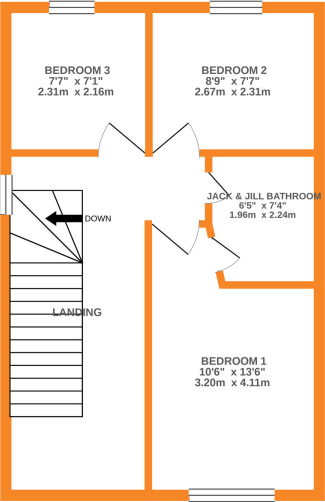 BEDROOM 3
7'7" x 7'1"
2.31m x 2.16m
BEDROOM 2
8'9" x 7'7"
2.67m x 2.31m
JACK & JILL BATHROOM
6'5" x 7'4"
1.96m x 2.24m
DOWN
LANDING
BEDROOM 1
10'6" x 13'6"
3.20m x 4.11m